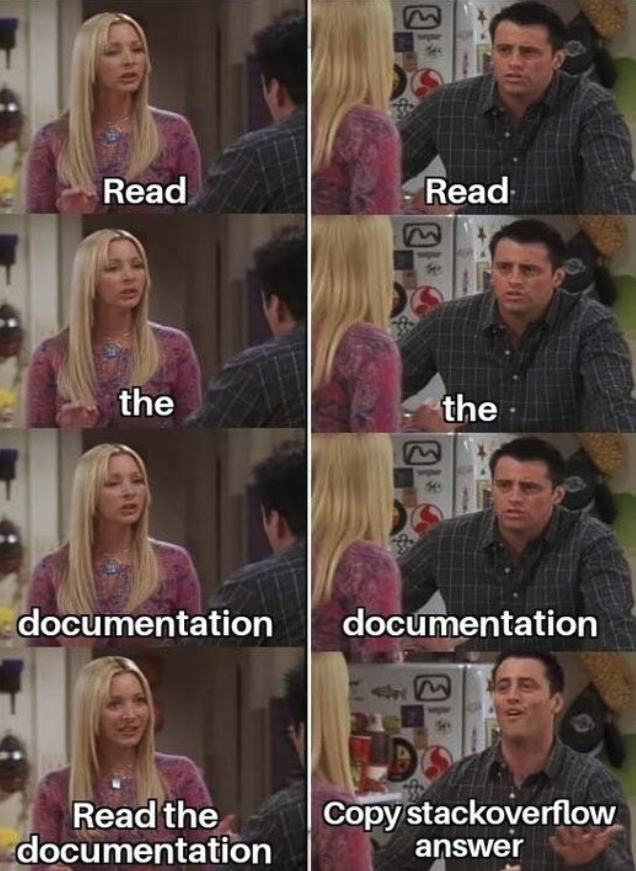 Read
Read
the
the
documentation
documentation
Read the
documentation
Copy stackoverflow
answer